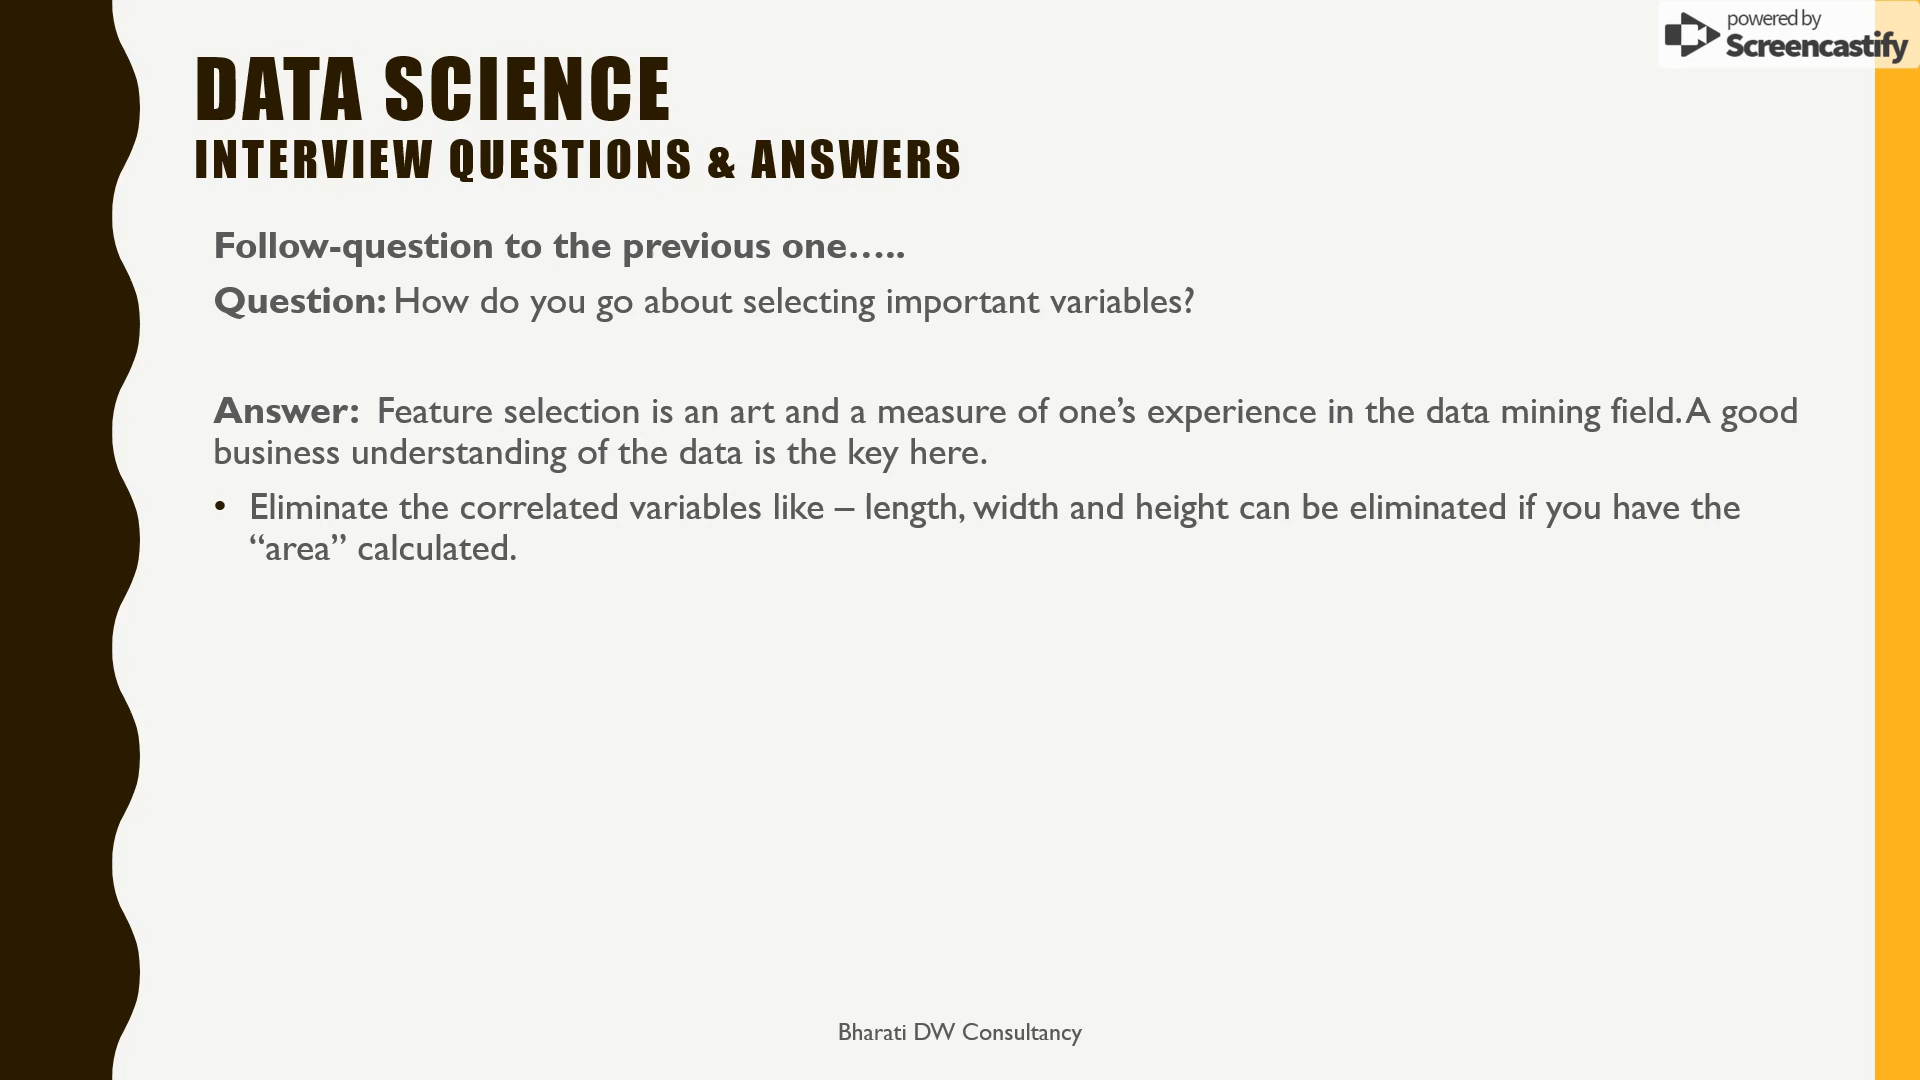 powered by
Screencastify
DATA SCIENCE
INTERVIEW QUESTIONS & ANSWERS
Follow-question to the previous one…..
Question: How do you go about selecting important variables?
Answer: Feature selection is an art and a measure of one’s experience in the data mining field. A good
business understanding of the data is the key here.
• Eliminate the correlated variables like – length, width and height can be eliminated if you have the
“area” calculated.
Bharati DW Consultancy